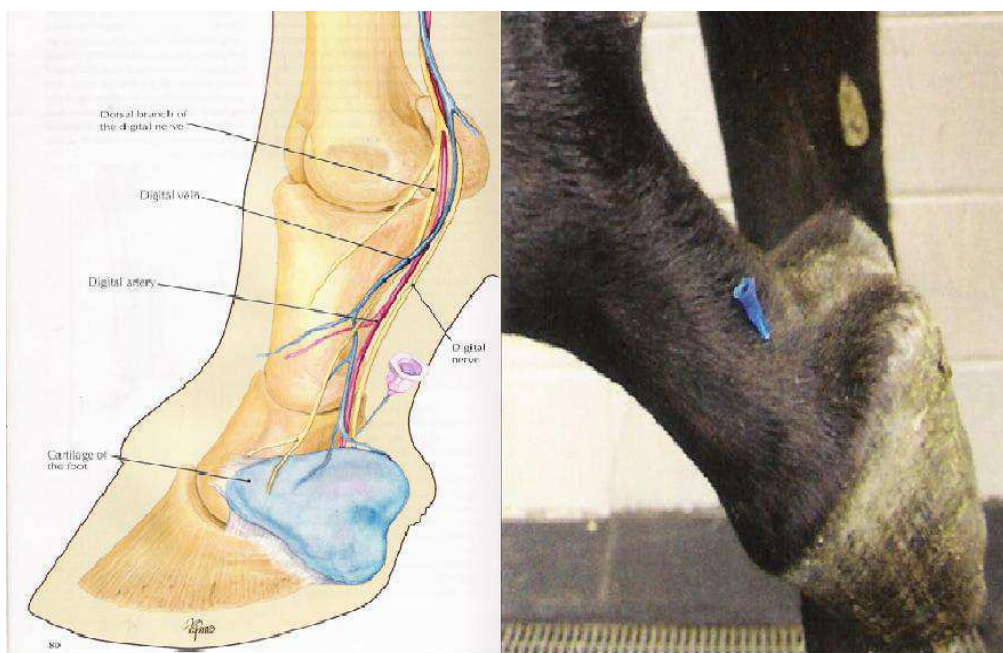 Dorsal branch of
the digital nerve
Digital vein
Digital artery
Digital
nerve
Cartilage of
the foot
80